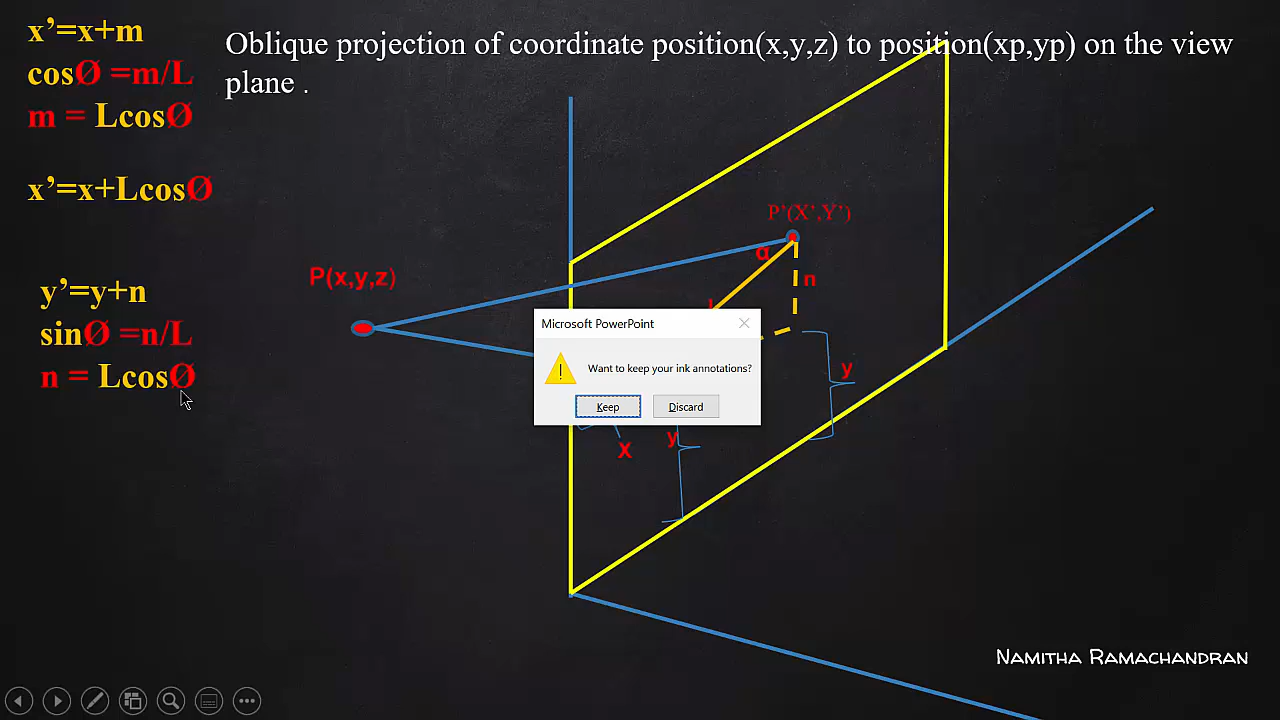 x’=x+m
cosØ =m/L
m = LcosØ
x’=x+LcosØ
y’=y+n
sinØ =n/L
n = LcosØ
Oblique projection of coordinate position(x,y,z) to position(xp,yp) on the view
plane .
P’(X’,Y’)
α
n
P(x,y,z)
Microsoft PowerPoint
Want to keep your ink annotations?
Keep
Discard
y
y
X
Namitha Ramachandran